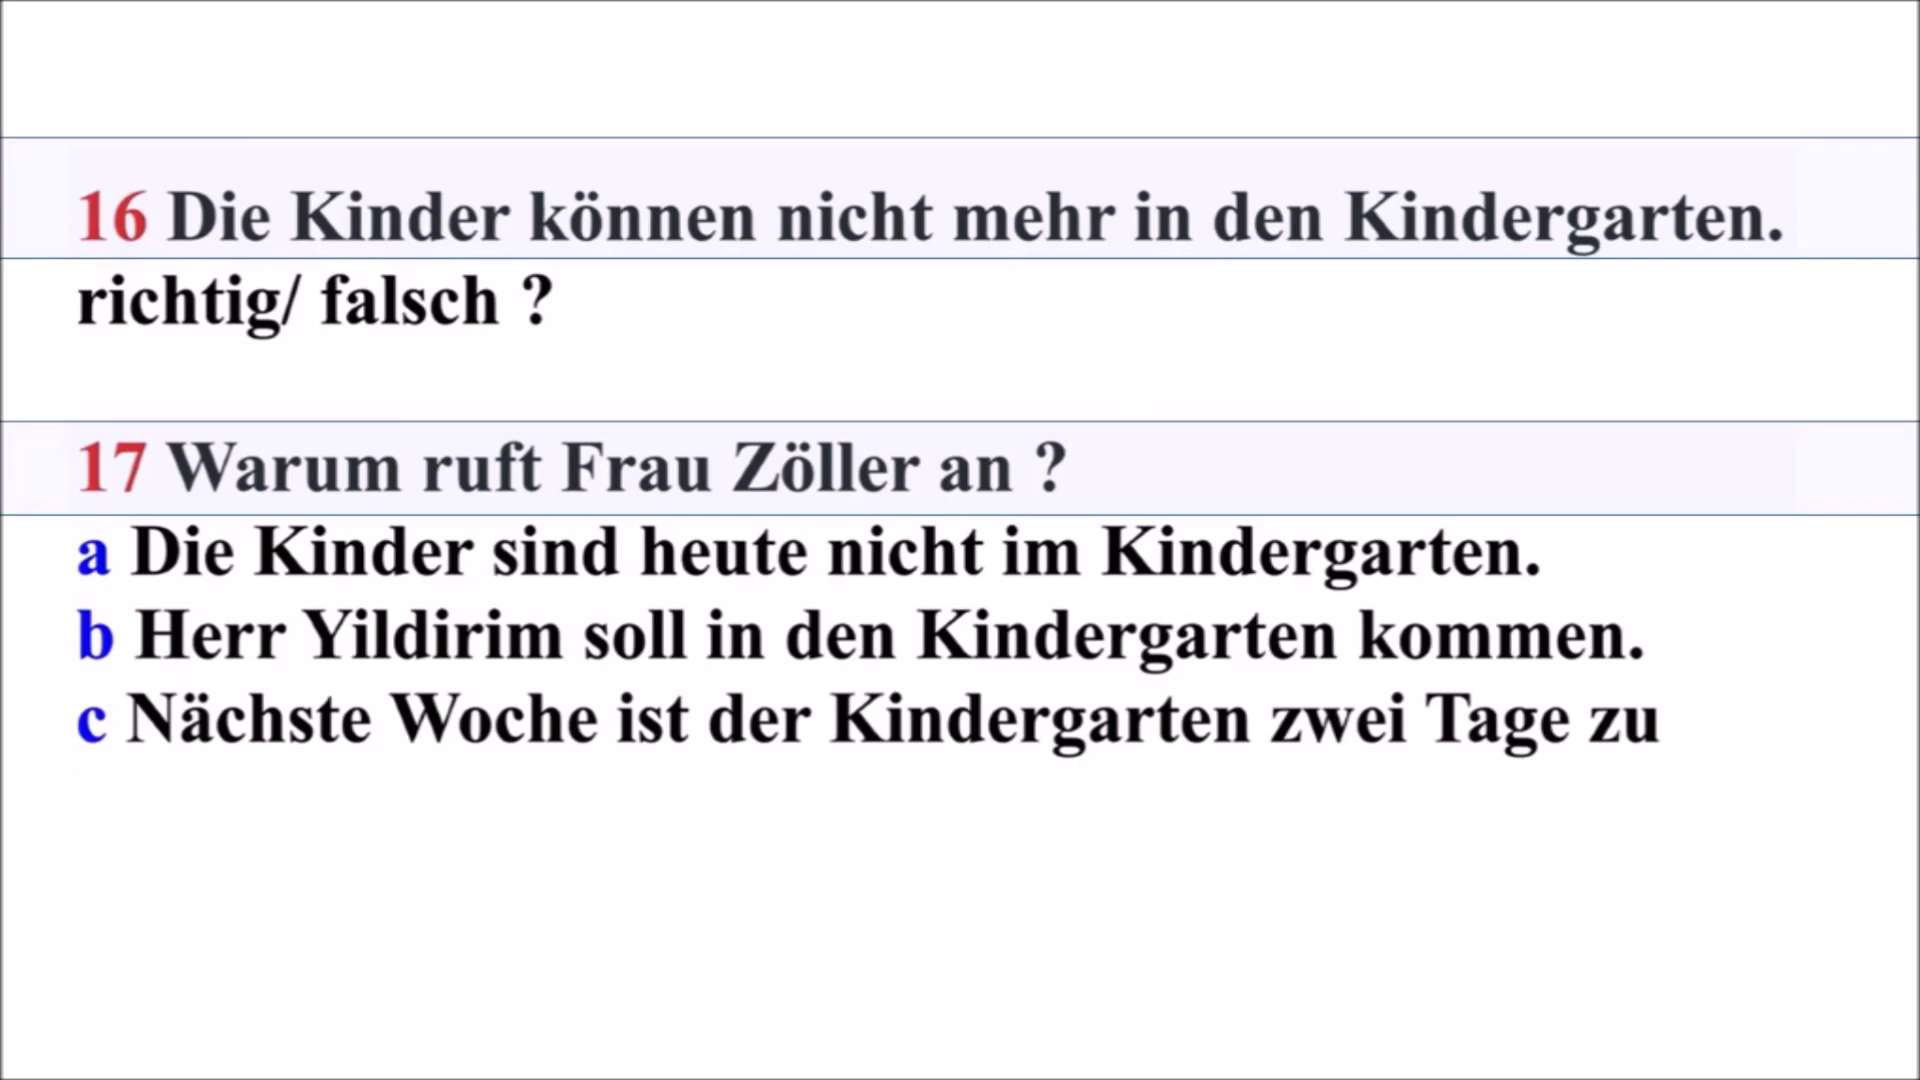 16 Die Kinder können nicht mehr in den Kindergarten.
richtig/ falsch ?
17 Warum ruft Frau Zöller an ?
a Die Kinder sind heute nicht im Kindergarten.
b Herr Yildirim soll in den Kindergarten kommen.
c Nächste Woche ist der Kindergarten zwei Tage zu